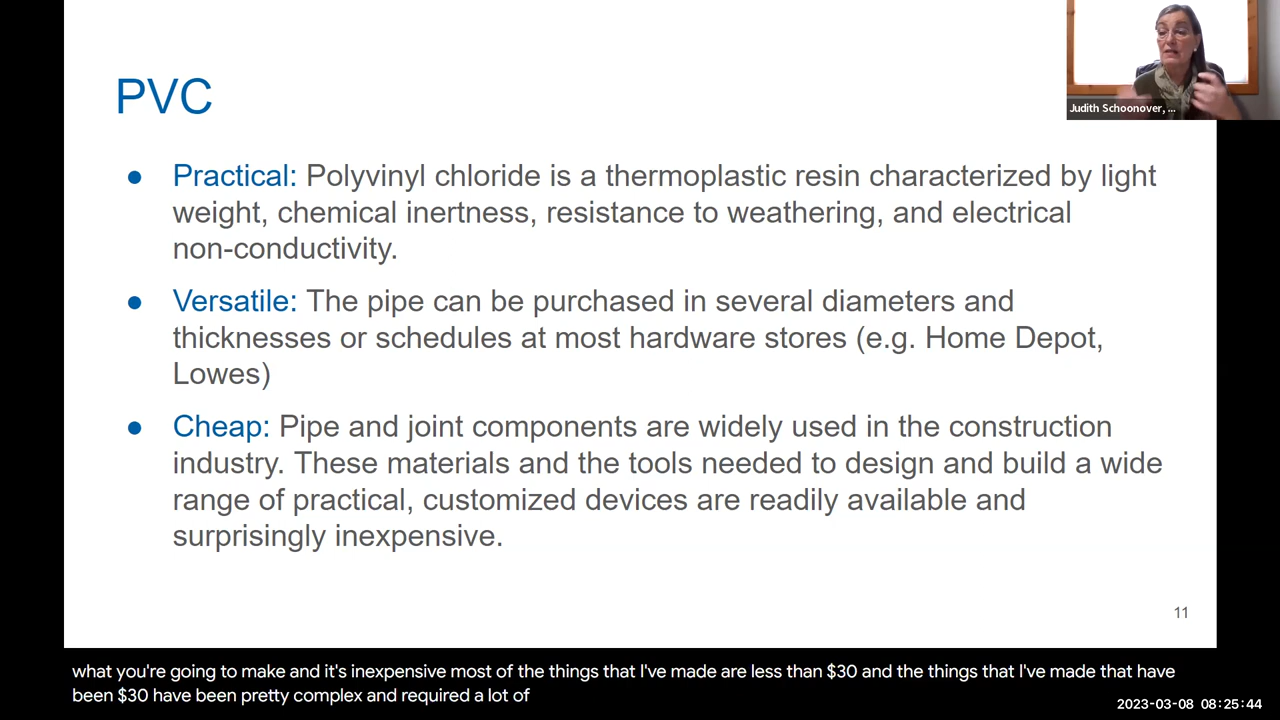 PVC
Judith Schoonover, ...
● Practical: Polyvinyl chloride is a thermoplastic resin characterized by light
weight, chemical inertness, resistance to weathering, and electrical
non-conductivity.
● Versatile: The pipe can be purchased in several diameters and
thicknesses or schedules at most hardware stores (e.g. Home Depot,
Lowes)
● Cheap: Pipe and joint components are widely used in the construction
industry. These materials and the tools needed to design and build a wide
range of practical, customized devices are readily available and
surprisingly inexpensive.
11
what you're going to make and it's inexpensive most of the things that I've made are less than $30 and the things that I've made that have
been $30 have been pretty complex and required a lot of
2023-03-08 08:25:44